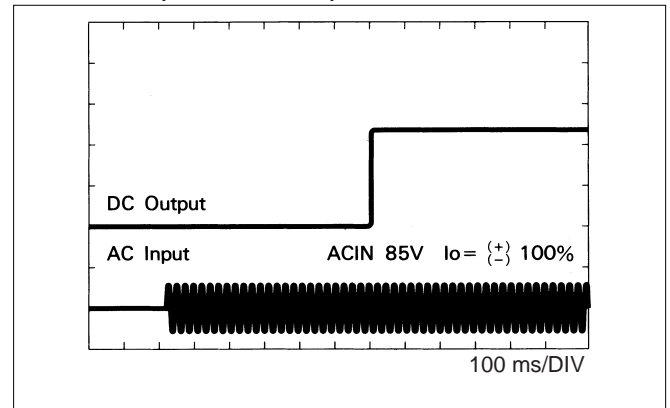 DC Output
AC Input
ACIN 85V Io= (+)(−) 100%
100 ms/DIV